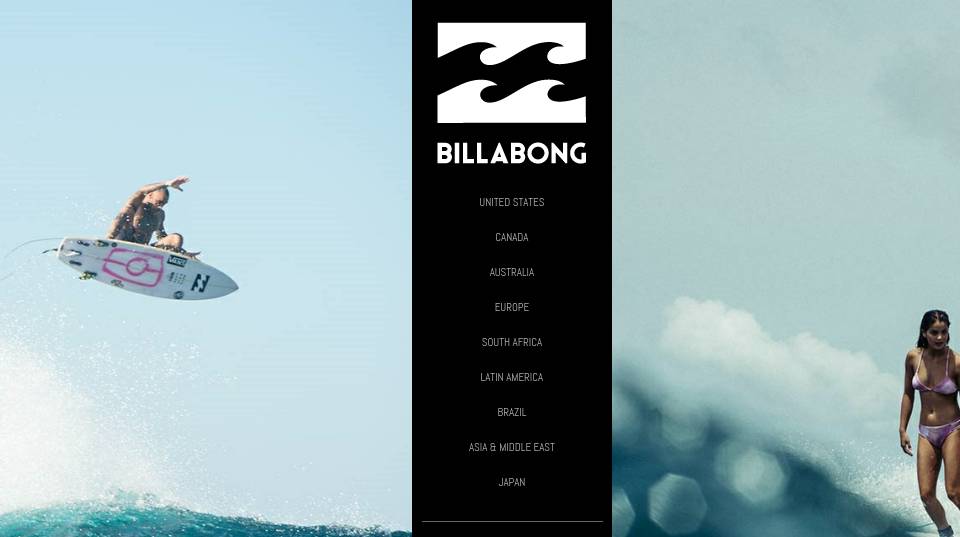 BILLABONG
UNITED STATES
CANADA
AUSTRALIA
EUROPE
SOUTH AFRICA
LATIN AMERICA
BRAZIL
ASIA & MIDDLE EAST
JAPAN